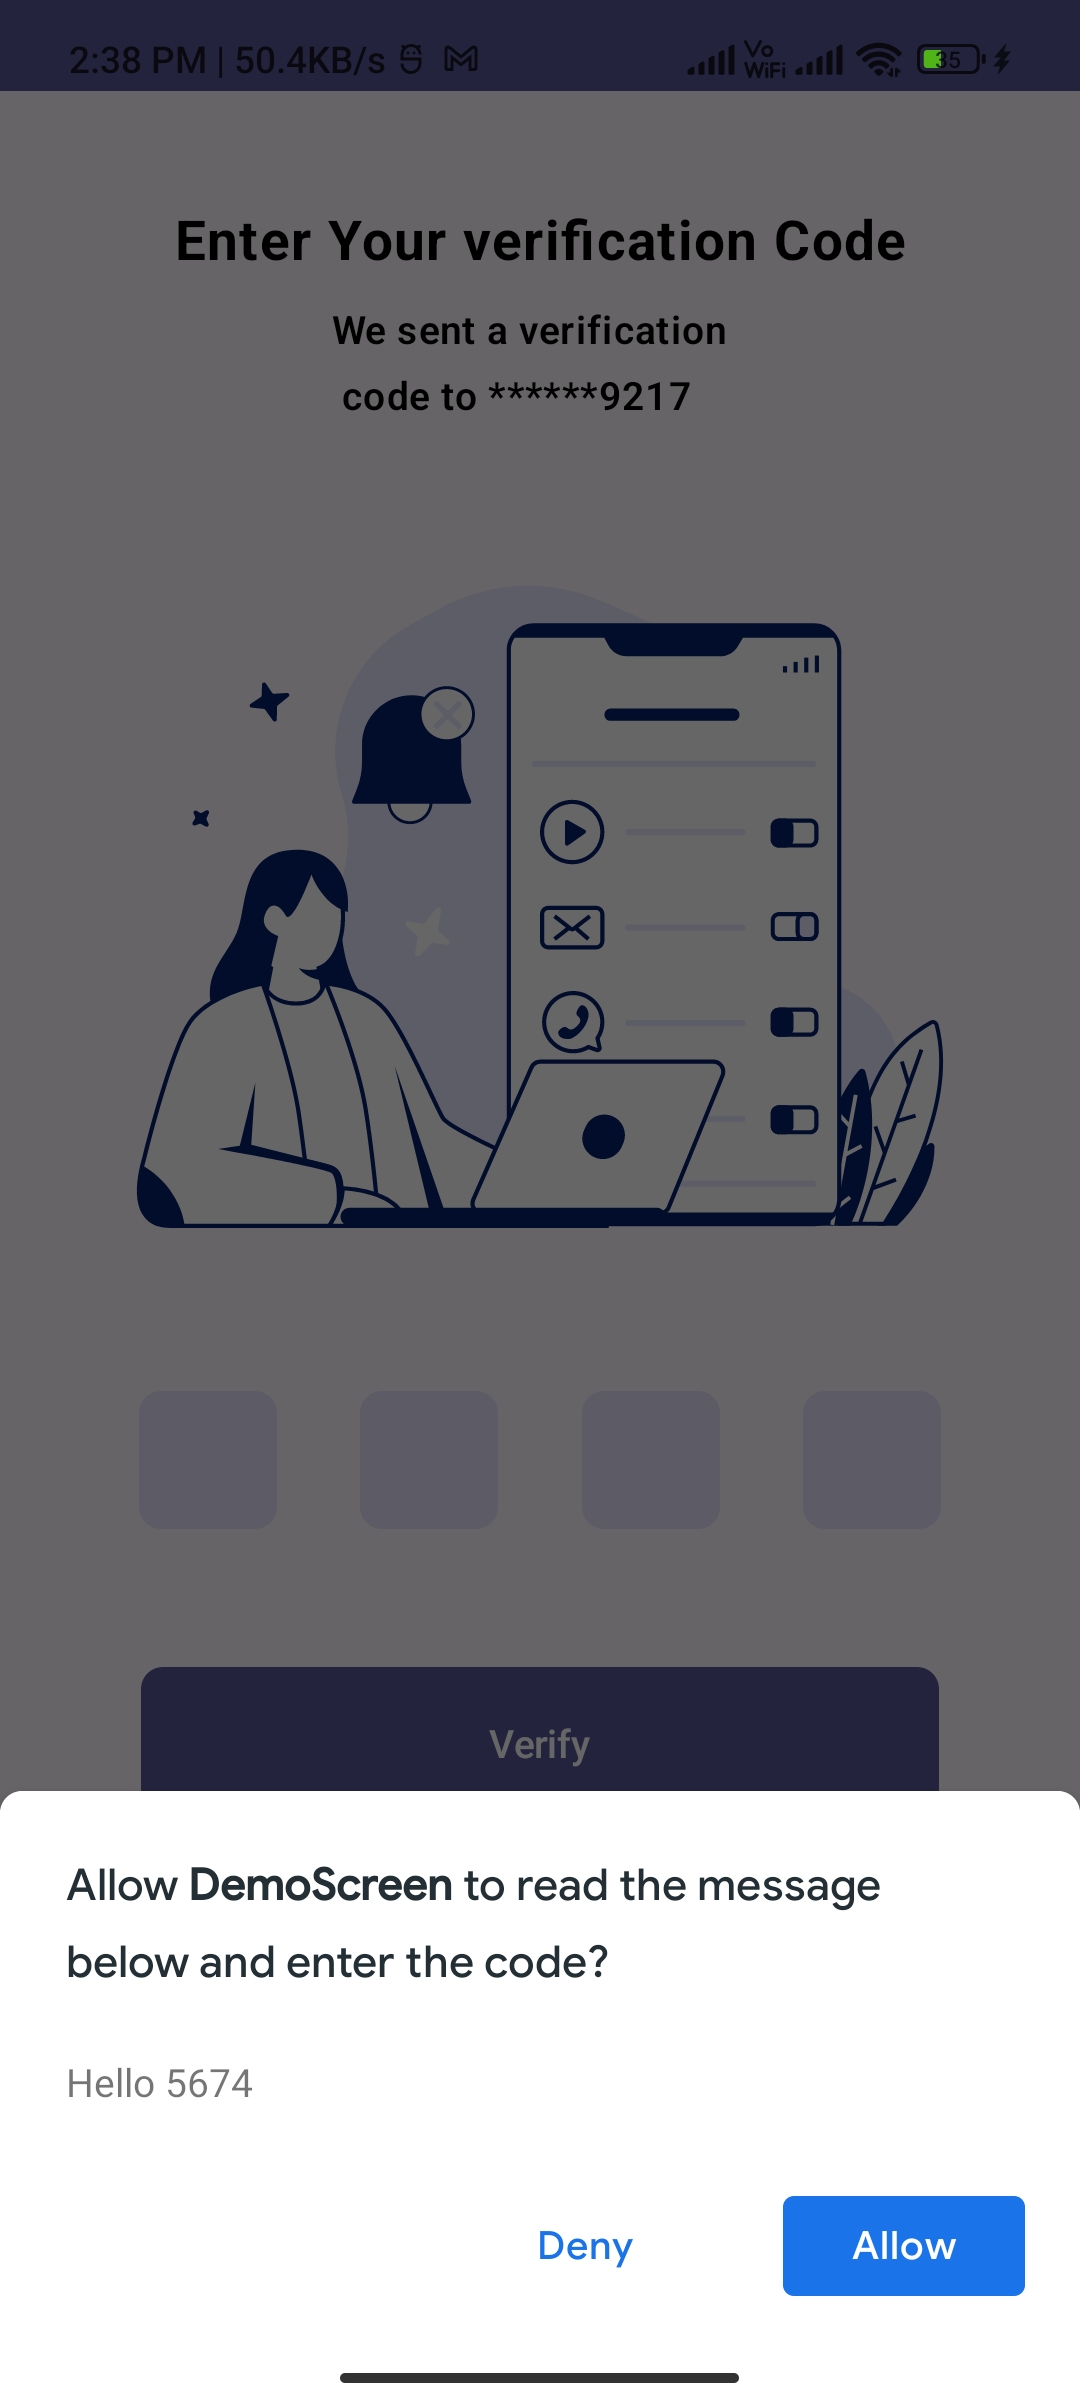 2:38 PM | 50.4KB/s
Vo
WiFi
35
Enter Your verification Code
We sent a verification
code to ******9217
Verify
Allow DemoScreen to read the message
below and enter the code?
Hello 5674
Deny
Allow